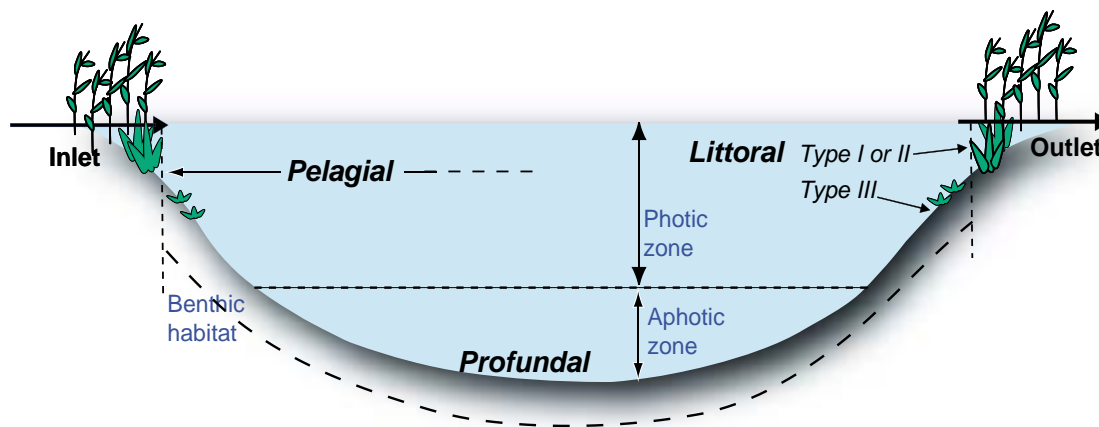 Inlet
Pelagial
Littoral Type I or II
Type III
Outlet
Photic
zone
Benthic
habitat
Aphotic
zone
Profundal